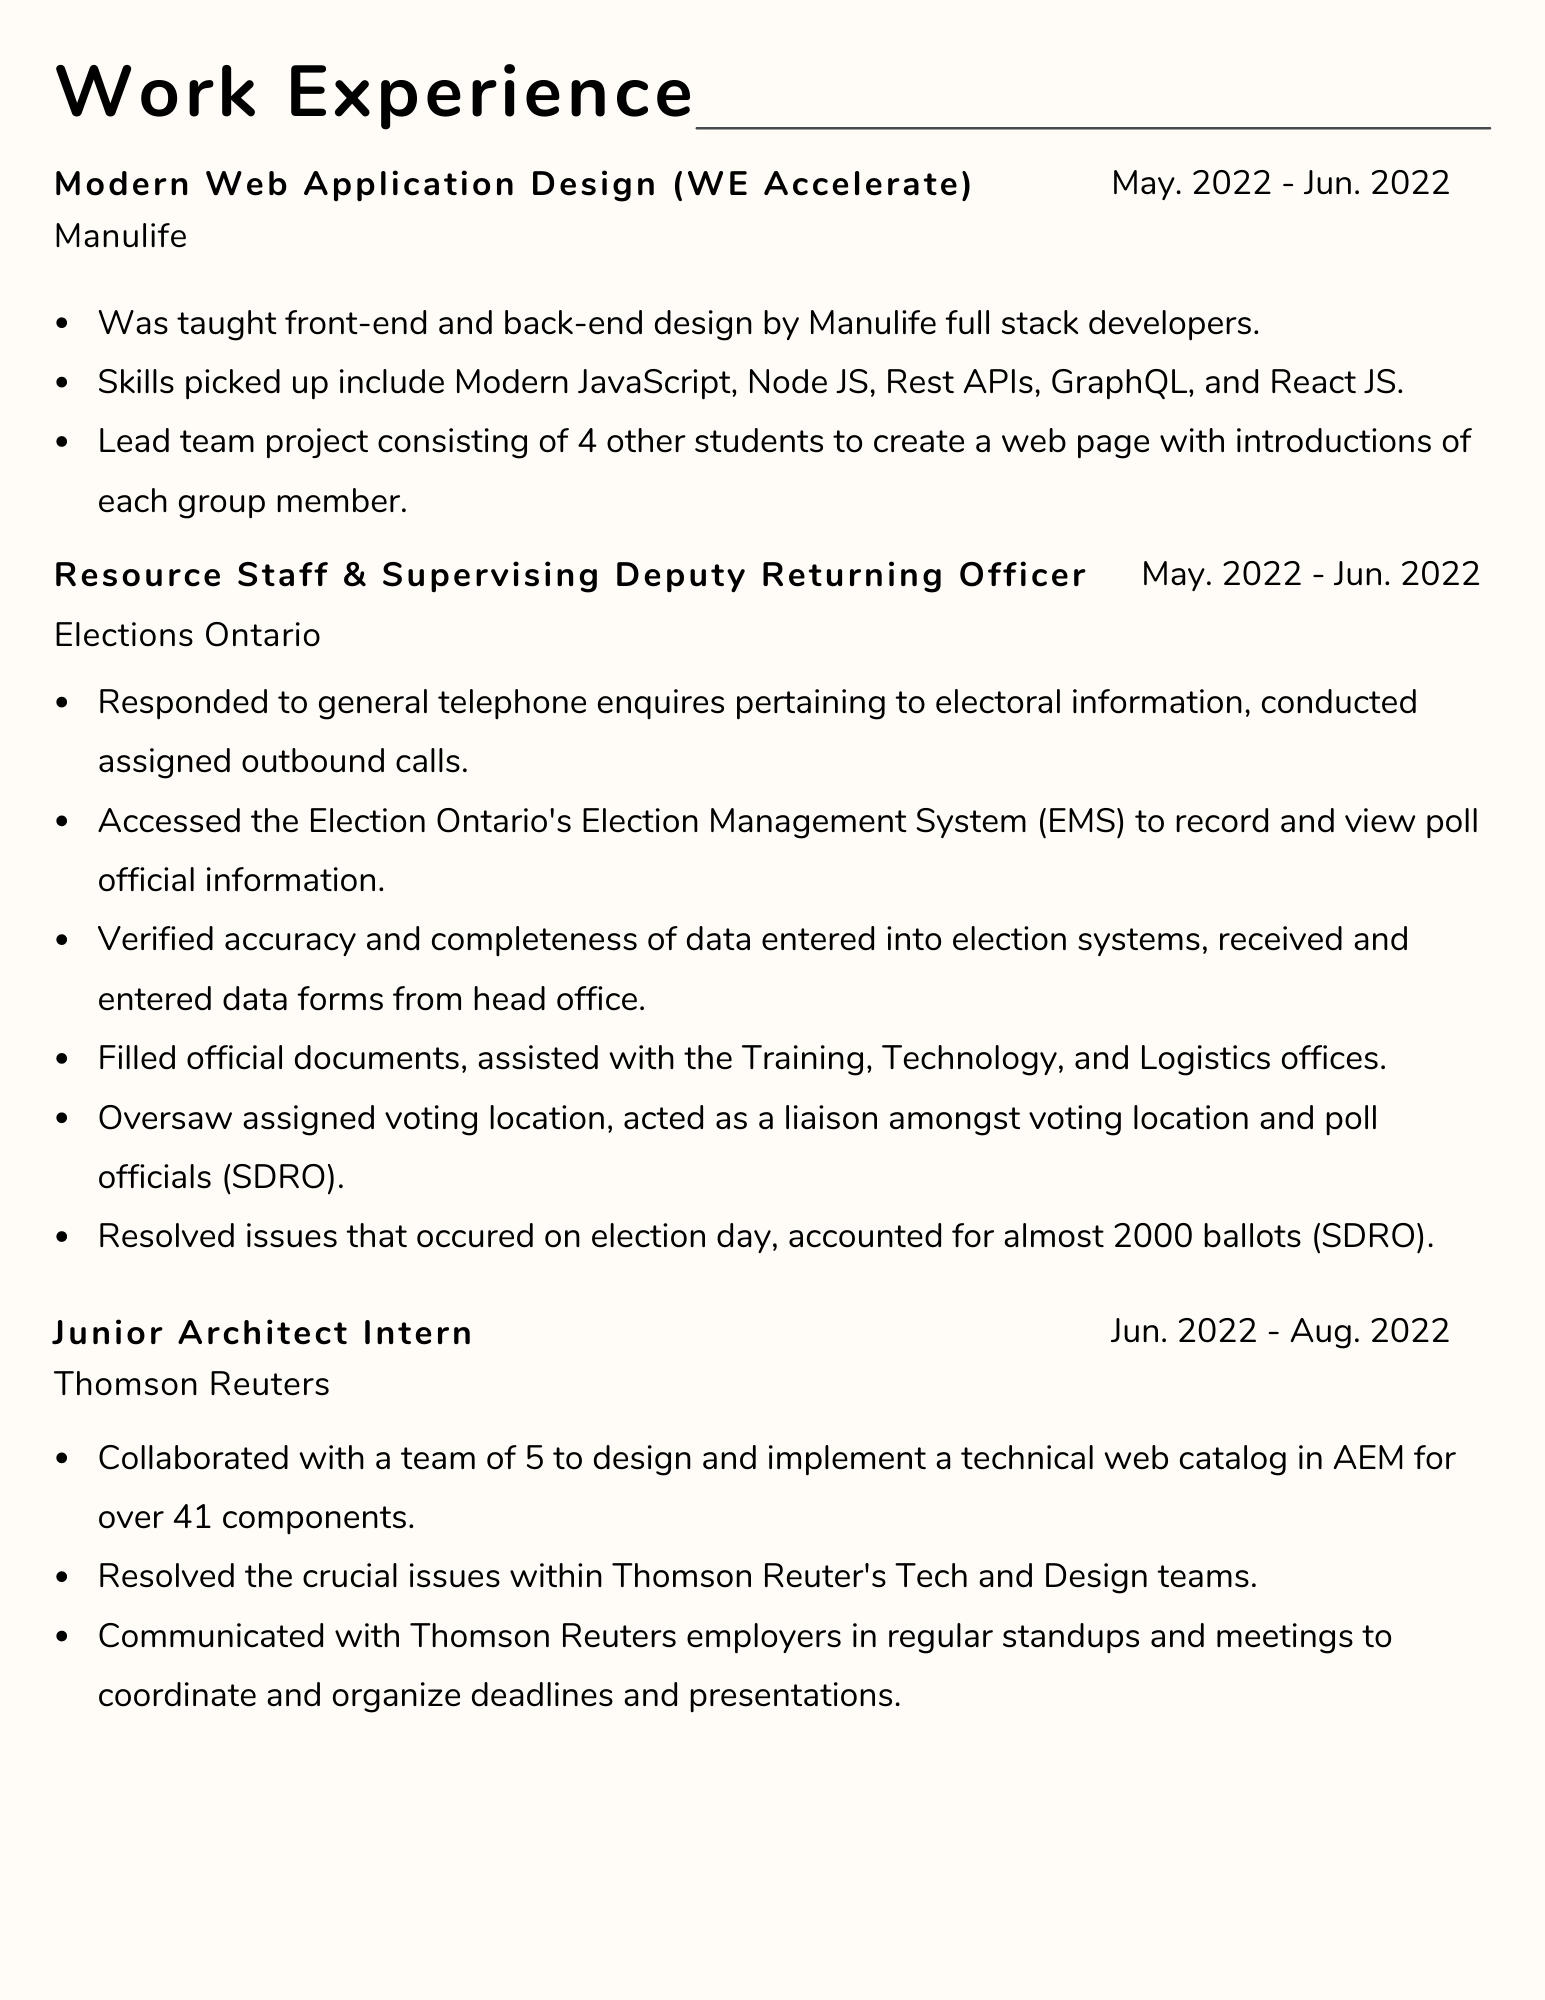 Work Experience
Modern Web Application Design (WE Accelerate) May. 2022 - Jun. 2022
Manulife
• Was taught front-end and back-end design by Manulife full stack developers.
• Skills picked up include Modern JavaScript, Node JS, Rest APIs, GraphQL, and React JS.
• Lead team project consisting of 4 other students to create a web page with introductions of
each group member.
Resource Staff & Supervising Deputy Returning Officer May. 2022 - Jun. 2022
Elections Ontario
• Responded to general telephone enquires pertaining to electoral information, conducted
assigned outbound calls.
• Accessed the Election Ontario's Election Management System (EMS) to record and view poll
official information.
• Verified accuracy and completeness of data entered into election systems, received and
entered data forms from head office.
• Filled official documents, assisted with the Training, Technology, and Logistics offices.
• Oversaw assigned voting location, acted as a liaison amongst voting location and poll
officials (SDRO).
• Resolved issues that occured on election day, accounted for almost 2000 ballots (SDRO).
Junior Architect Intern Jun. 2022 - Aug. 2022
Thomson Reuters
• Collaborated with a team of 5 to design and implement a technical web catalog in AEM for
over 41 components.
• Resolved the crucial issues within Thomson Reuter's Tech and Design teams.
• Communicated with Thomson Reuters employers in regular standups and meetings to
coordinate and organize deadlines and presentations.